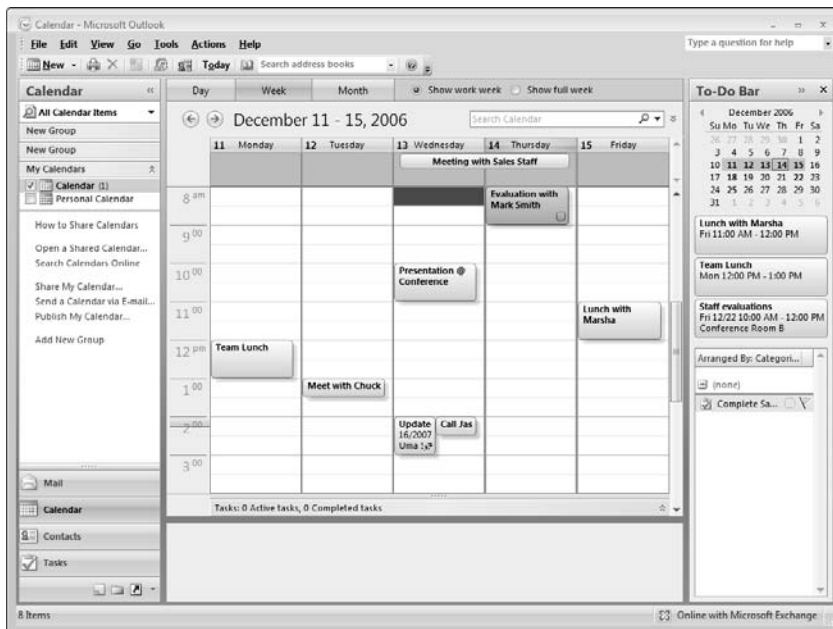 Calendar - Microsoft Outlook
File Edit View Go Tools Actions Help
Type a question for help
New Today Search address books
Calendar
All Calendar Items
New Group
New Group
My Calendars
Calendar (1)
Personal Calendar
How to Share Calendars
Open a Shared Calendar...
Search Calendars Online
Share My Calendar...
Send a Calendar via E-mail...
Publish My Calendar...
Add New Group
Mail
Calendar
Contacts
Tasks
Day Week Month Show work week Show full week
December 11 - 15, 2006
Search Calendar
11 Monday 12 Tuesday 13 Wednesday 14 Thursday 15 Friday
Meeting with Sales Staff
8 am
Evaluation with
Mark Smith
9 00
10 00
Presentation @
Conference
11 00
Lunch with
Marsha
12 pm
Team Lunch
1 00
Meet with Chuck
2 00
Update
16/2007
Uma
Call Jas
3 00
Tasks: 0 Active tasks, 0 Completed tasks
To-Do Bar
December 2006
Su Mo Tu We Th Fr Sa
26 27 28 29 30 1 2
3 4 5 6 7 8 9
10 11 12 13 14 15 16
17 18 19 20 21 22 23
24 25 26 27 28 29 30
31 1 2 3 4 5 6
Lunch with Marsha
Fri 11:00 AM - 12:00 PM
Team Lunch
Mon 12:00 PM - 1:00 PM
Staff evaluations
Fri 12/22 10:00 AM - 12:00 PM
Conference Room B
Arranged By: Categori...
(none)
Complete Sa...
8 Items
Online with Microsoft Exchange